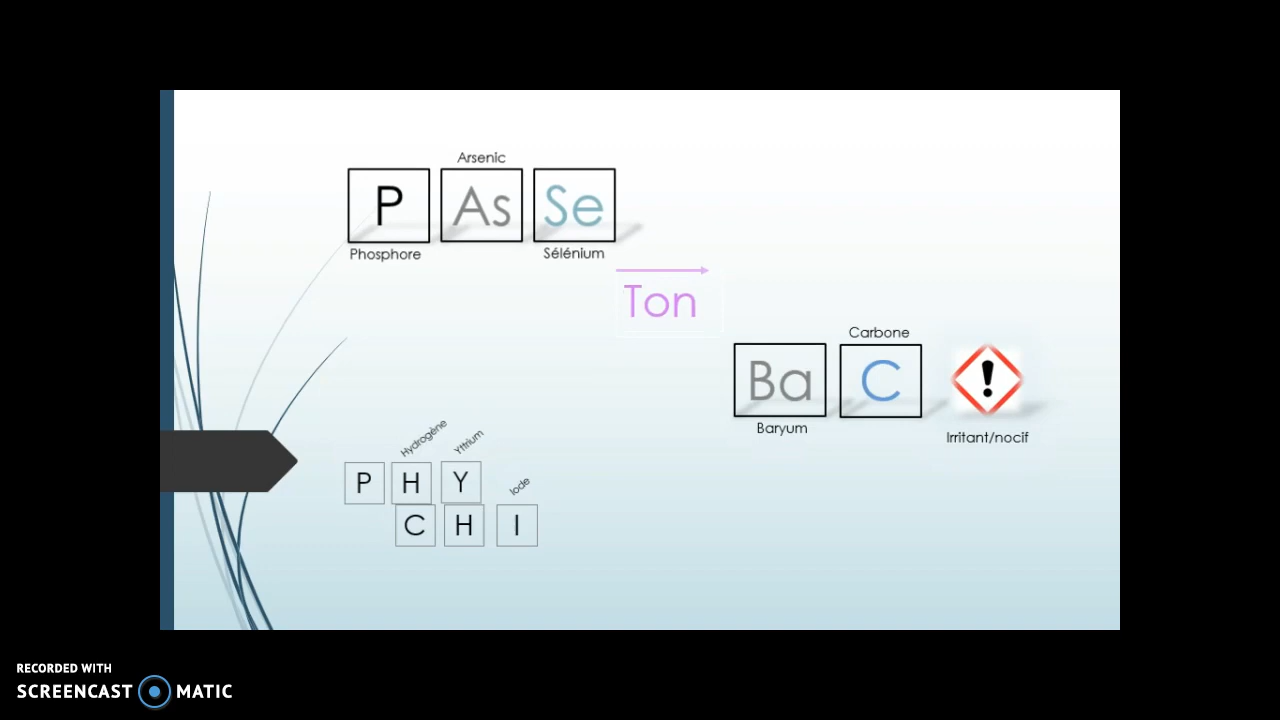 Arsenic
P As Se
Phosphore Sélénium
Ton
Carbone
Ba C !
Baryum Irritant/nocif
Hydrogène Yttrium
P H Y
Iode
C H I
RECORDED WITH
SCREENCAST MATIC